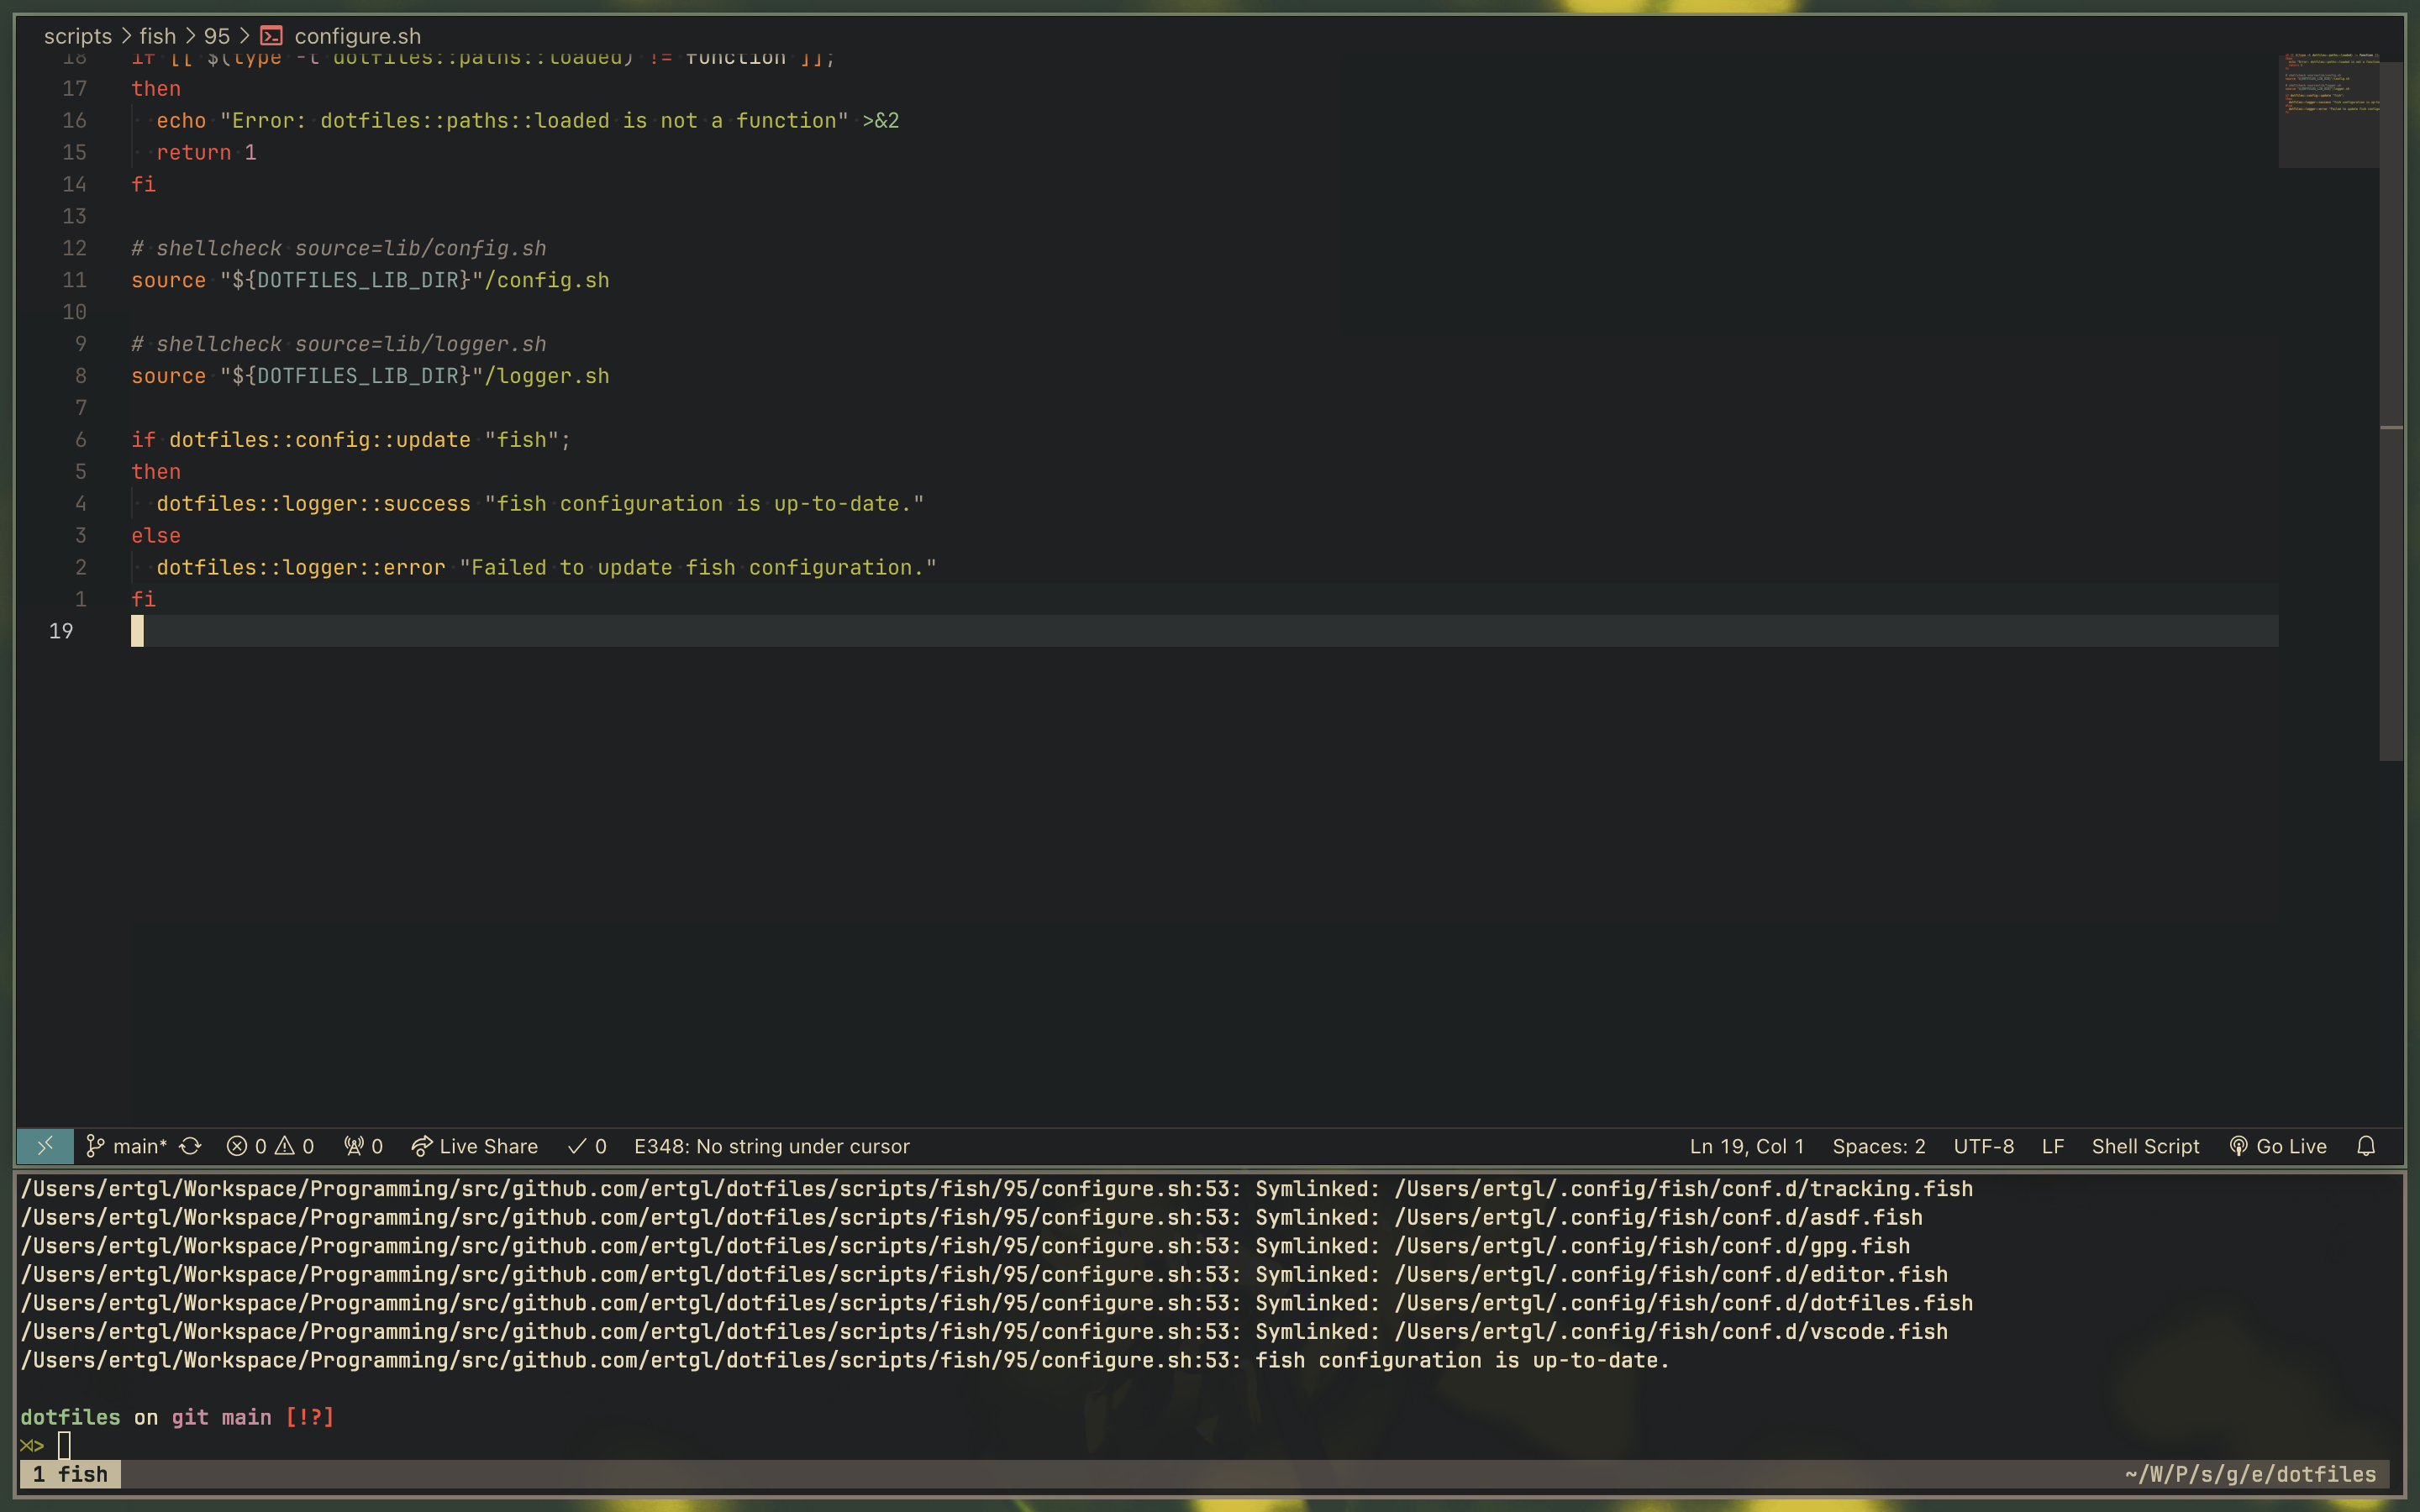 scripts > fish > 95 > configure.sh
18 if [[ $(type -t dotfiles::paths::loaded) != function ]];
17 then
16 echo "Error: dotfiles::paths::loaded is not a function" >&2
15 return 1
14 fi
13
12 # shellcheck source=lib/config.sh
11 source "${DOTFILES_LIB_DIR}"/config.sh
10
9 # shellcheck source=lib/logger.sh
8 source "${DOTFILES_LIB_DIR}"/logger.sh
7
6 if dotfiles::config::update "fish";
5 then
4 dotfiles::logger::success "fish configuration is up-to-date."
3 else
2 dotfiles::logger::error "Failed to update fish configuration."
1 fi
19
main* 0 0 0 Live Share 0 E348: No string under cursor Ln 19, Col 1 Spaces: 2 UTF-8 LF Shell Script Go Live
/Users/ertgl/Workspace/Programming/src/github.com/ertgl/dotfiles/scripts/fish/95/configure.sh:53: Symlinked: /Users/ertgl/.config/fish/conf.d/tracking.fish
/Users/ertgl/Workspace/Programming/src/github.com/ertgl/dotfiles/scripts/fish/95/configure.sh:53: Symlinked: /Users/ertgl/.config/fish/conf.d/asdf.fish
/Users/ertgl/Workspace/Programming/src/github.com/ertgl/dotfiles/scripts/fish/95/configure.sh:53: Symlinked: /Users/ertgl/.config/fish/conf.d/gpg.fish
/Users/ertgl/Workspace/Programming/src/github.com/ertgl/dotfiles/scripts/fish/95/configure.sh:53: Symlinked: /Users/ertgl/.config/fish/conf.d/editor.fish
/Users/ertgl/Workspace/Programming/src/github.com/ertgl/dotfiles/scripts/fish/95/configure.sh:53: Symlinked: /Users/ertgl/.config/fish/conf.d/dotfiles.fish
/Users/ertgl/Workspace/Programming/src/github.com/ertgl/dotfiles/scripts/fish/95/configure.sh:53: Symlinked: /Users/ertgl/.config/fish/conf.d/vscode.fish
/Users/ertgl/Workspace/Programming/src/github.com/ertgl/dotfiles/scripts/fish/95/configure.sh:53: fish configuration is up-to-date.
dotfiles on git main [!?]
⋊>
1 fish ~/W/P/s/g/e/dotfiles